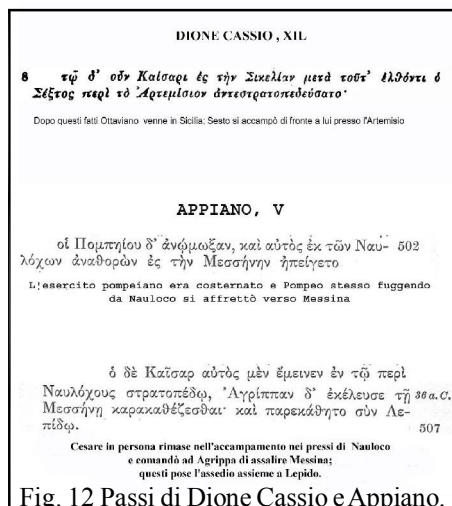 DIONE CASSIO , XIL
8 τῷ δ' οὖν Καίσαρι ἐς τὴν Σικελίαν μετὰ τοῦτ' ἐλθόντι ὁ
Σέξτος περὶ τὸ Ἀρτεμίσιον ἀντεστρατοπεδεύσατο·
Dopo questi fatti Ottaviano venne in Sicilia; Sesto si accampò di fronte a lui presso l'Artemisio
APPIANO, V
οἱ Πομπηίου δ' ἀνῴμωξαν, καὶ αὐτὸς ἐκ τῶν Ναυ- 502
λόχων ἀναθορὼν ἐς τὴν Μεσσήνην ἠπείγετο
L'esercito pompeiano era costernato e Pompeo stesso fuggendo
da Nauloco si affrettò verso Messina
ὁ δὲ Καῖσαρ αὐτὸς μὲν ἔμεινεν ἐν τῷ περὶ
Ναυλόχους στρατοπέδῳ, Ἀγρίππαν δ' ἐκέλευσε τῇ 36 a.C.
Μεσσήνῃ καρακαθέζεσθαι· καὶ παρεκάθητο σὺν Λε-
πίδῳ. 507
Cesare in persona rimase nell'accampamento nei pressi di Nauloco
e comandò ad Agrippa di assalire Messina;
questi pose l'assedio assieme a Lepido.
Fig. 12 Passi di Dione Cassio e Appiano.